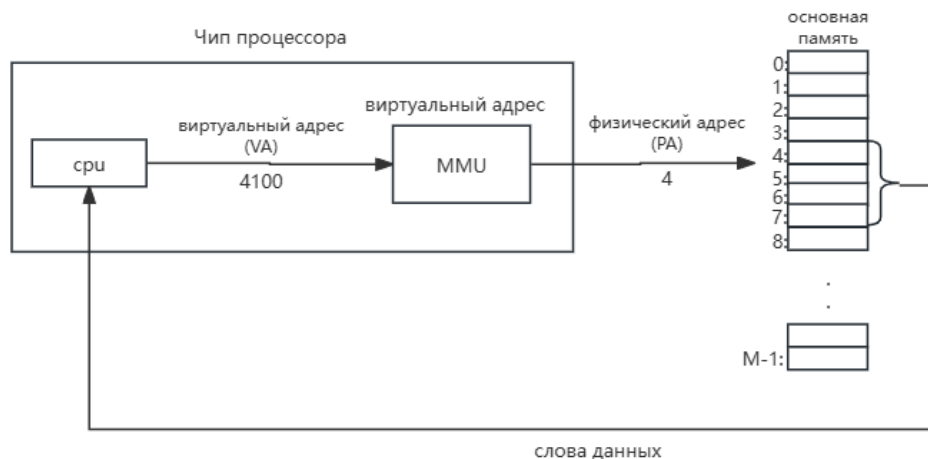 основная
память
Чип процессора
0:
1:
виртуальный адрес
2:
виртуальный адрес
(VA)
физический адрес
(PA)
3:
cpu
MMU
4:
4100
4
5:
6:
7:
8:
.
.
M-1:
слова данных